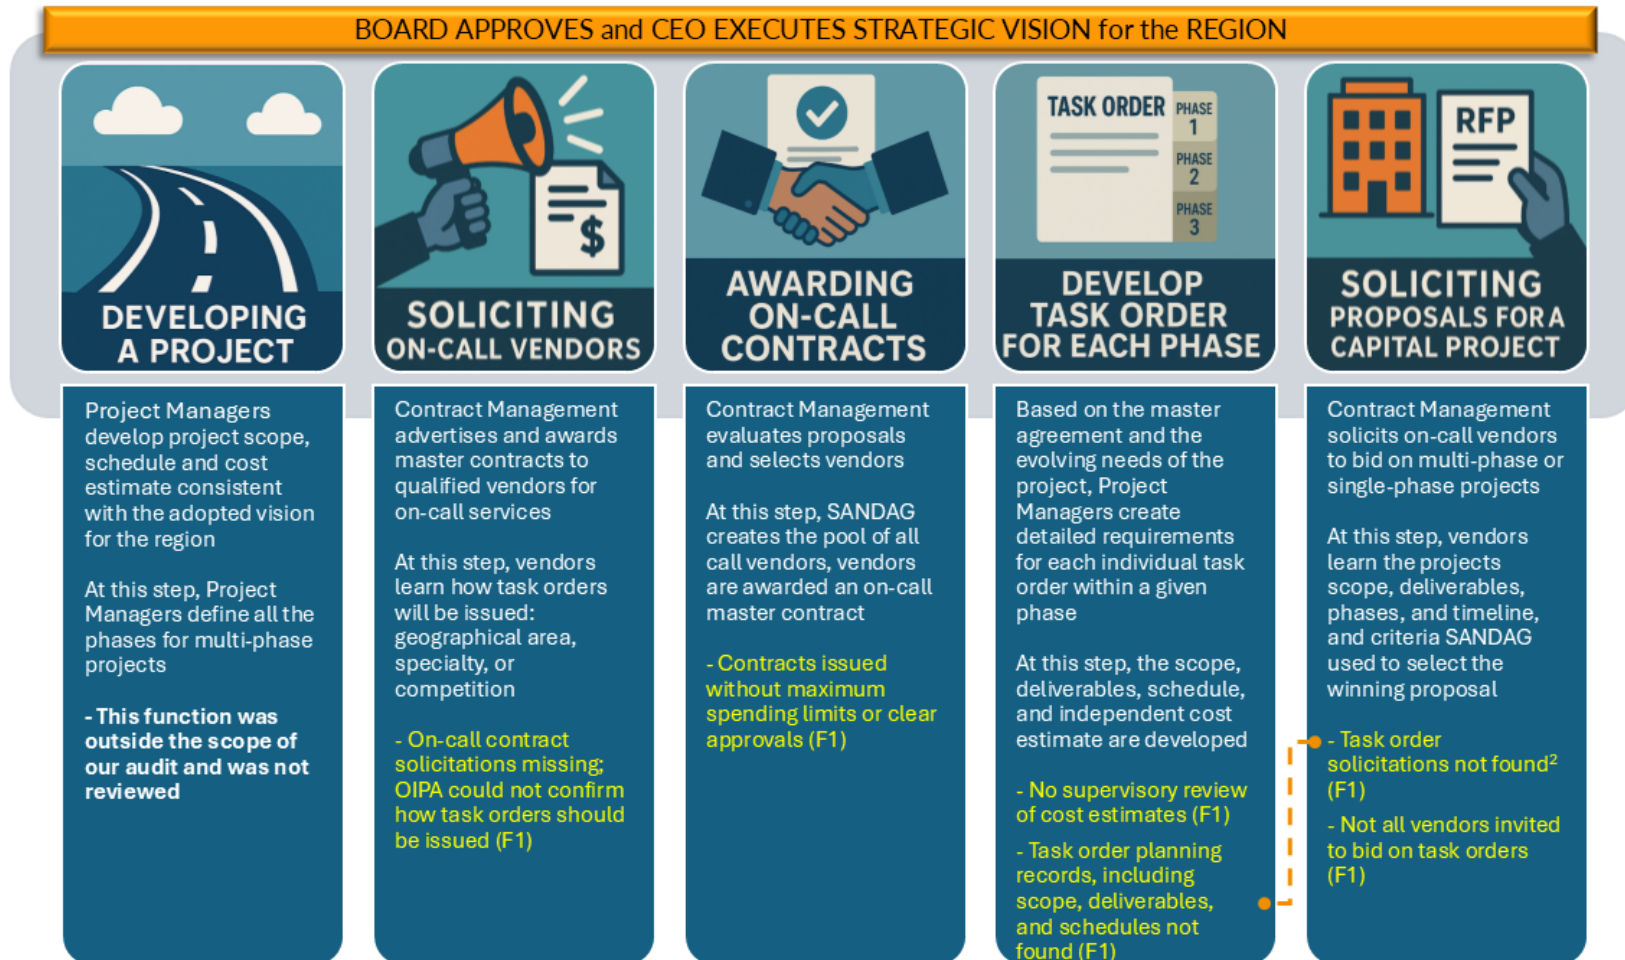 BOARD APPROVES and CEO EXECUTES STRATEGIC VISION for the REGION
DEVELOPING
A PROJECT
Project Managers
develop project scope,
schedule and cost
estimate consistent
with the adopted vision
for the region
At this step, Project
Managers define all the
phases for multi-phase
projects
- This function was
outside the scope of
our audit and was not
reviewed
$
SOLICITING
ON-CALL VENDORS
Contract Management
advertises and awards
master contracts to
qualified vendors for
on-call services
At this step, vendors
learn how task orders
will be issued:
geographical area,
specialty, or
competition
- On-call contract
solicitations missing;
OIPA could not confirm
how task orders should
be issued (F1)
AWARDING
ON-CALL
CONTRACTS
Contract Management
evaluates proposals
and selects vendors
At this step, SANDAG
creates the pool of all
call vendors, vendors
are awarded an on-call
master contract
- Contracts issued
without maximum
spending limits or clear
approvals (F1)
TASK ORDER
PHASE
1
PHASE
2
PHASE
3
DEVELOP
TASK ORDER
FOR EACH PHASE
Based on the master
agreement and the
evolving needs of the
project, Project
Managers create
detailed requirements
for each individual task
order within a given
phase
At this step, the scope,
deliverables, schedule,
and independent cost
estimate are developed
- No supervisory review
of cost estimates (F1)
- Task order planning
records, including
scope, deliverables,
and schedules not
found (F1)
RFP
SOLICITING
PROPOSALS FOR A
CAPITAL PROJECT
Contract Management
solicits on-call vendors
to bid on multi-phase or
single-phase projects
At this step, vendors
learn the projects
scope, deliverables,
phases, and timeline,
and criteria SANDAG
used to select the
winning proposal
- Task order
solicitations not found²
(F1)
- Not all vendors invited
to bid on task orders
(F1)